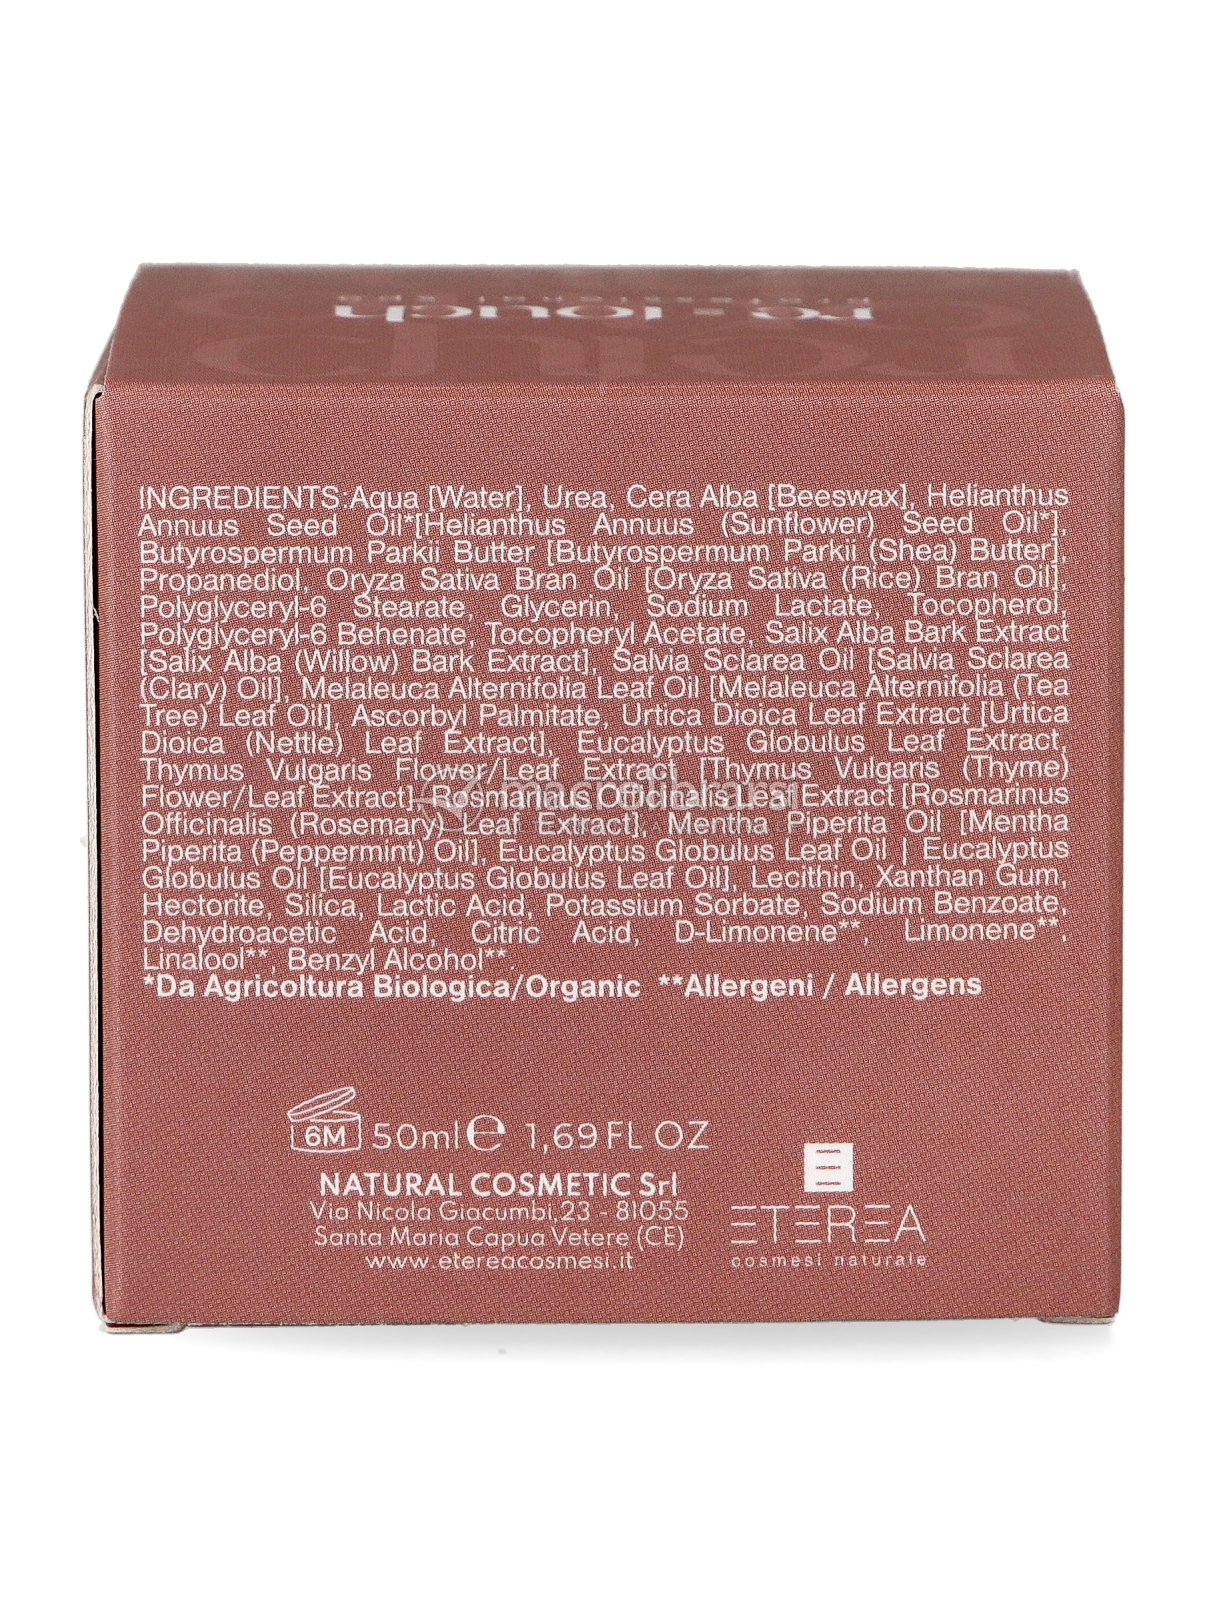 re:touch
INGREDIENTS:Aqua [Water], Urea, Cera Alba [Beeswax], Helianthus
Annuus Seed Oil*[Helianthus Annuus (Sunflower) Seed Oil*],
Butyrospermum Parkii Butter [Butyrospermum Parkii (Shea) Butter],
Propanediol, Oryza Sativa Bran Oil [Oryza Sativa (Rice) Bran Oil],
Polyglyceryl-6 Stearate, Glycerin, Sodium Lactate, Tocopherol,
Polyglyceryl-6 Behenate, Tocopheryl Acetate, Salix Alba Bark Extract
[Salix Alba (Willow) Bark Extract], Salvia Sclarea Oil [Salvia Sclarea
(Clary) Oil], Melaleuca Alternifolia Leaf Oil [Melaleuca Alternifolia (Tea
Tree) Leaf Oil], Ascorbyl Palmitate, Urtica Dioica Leaf Extract [Urtica
Dioica (Nettle) Leaf Extract], Eucalyptus Globulus Leaf Extract,
Thymus Vulgaris Flower/Leaf Extract [Thymus Vulgaris (Thyme)
Flower/Leaf Extract], Rosmarinus Officinalis Leaf Extract [Rosmarinus
Officinalis (Rosemary) Leaf Extract], Mentha Piperita Oil [Mentha
Piperita (Peppermint) Oil], Eucalyptus Globulus Leaf Oil | Eucalyptus
Globulus Oil [Eucalyptus Globulus Leaf Oil], Lecithin, Xanthan Gum,
Hectorite, Silica, Lactic Acid, Potassium Sorbate, Sodium Benzoate,
Dehydroacetic Acid, Citric Acid, D-Limonene**, Limonene**,
Linalool**, Benzyl Alcohol**.
*Da Agricoltura Biologica/Organic **Allergeni / Allergens
6M 50ml e 1,69 FL OZ
NATURAL COSMETIC Srl
Via Nicola Giacumbi,23 - 81055
Santa Maria Capua Vetere (CE)
www.etereacosmesi.it
ETEREA
cosmesi naturale